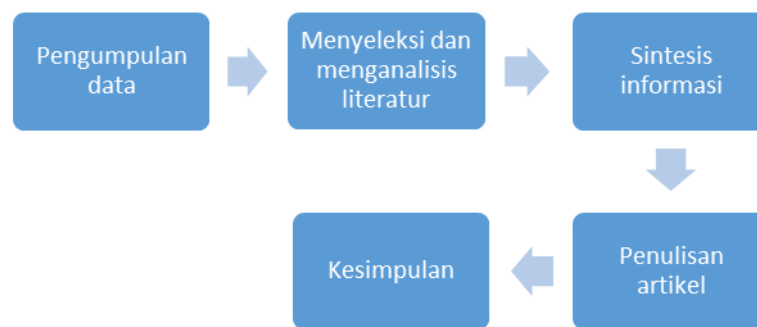 Pengumpulan
data
Menyeleksi dan
menganalisis
literatur
Sintesis
informasi
Penulisan
artikel
Kesimpulan